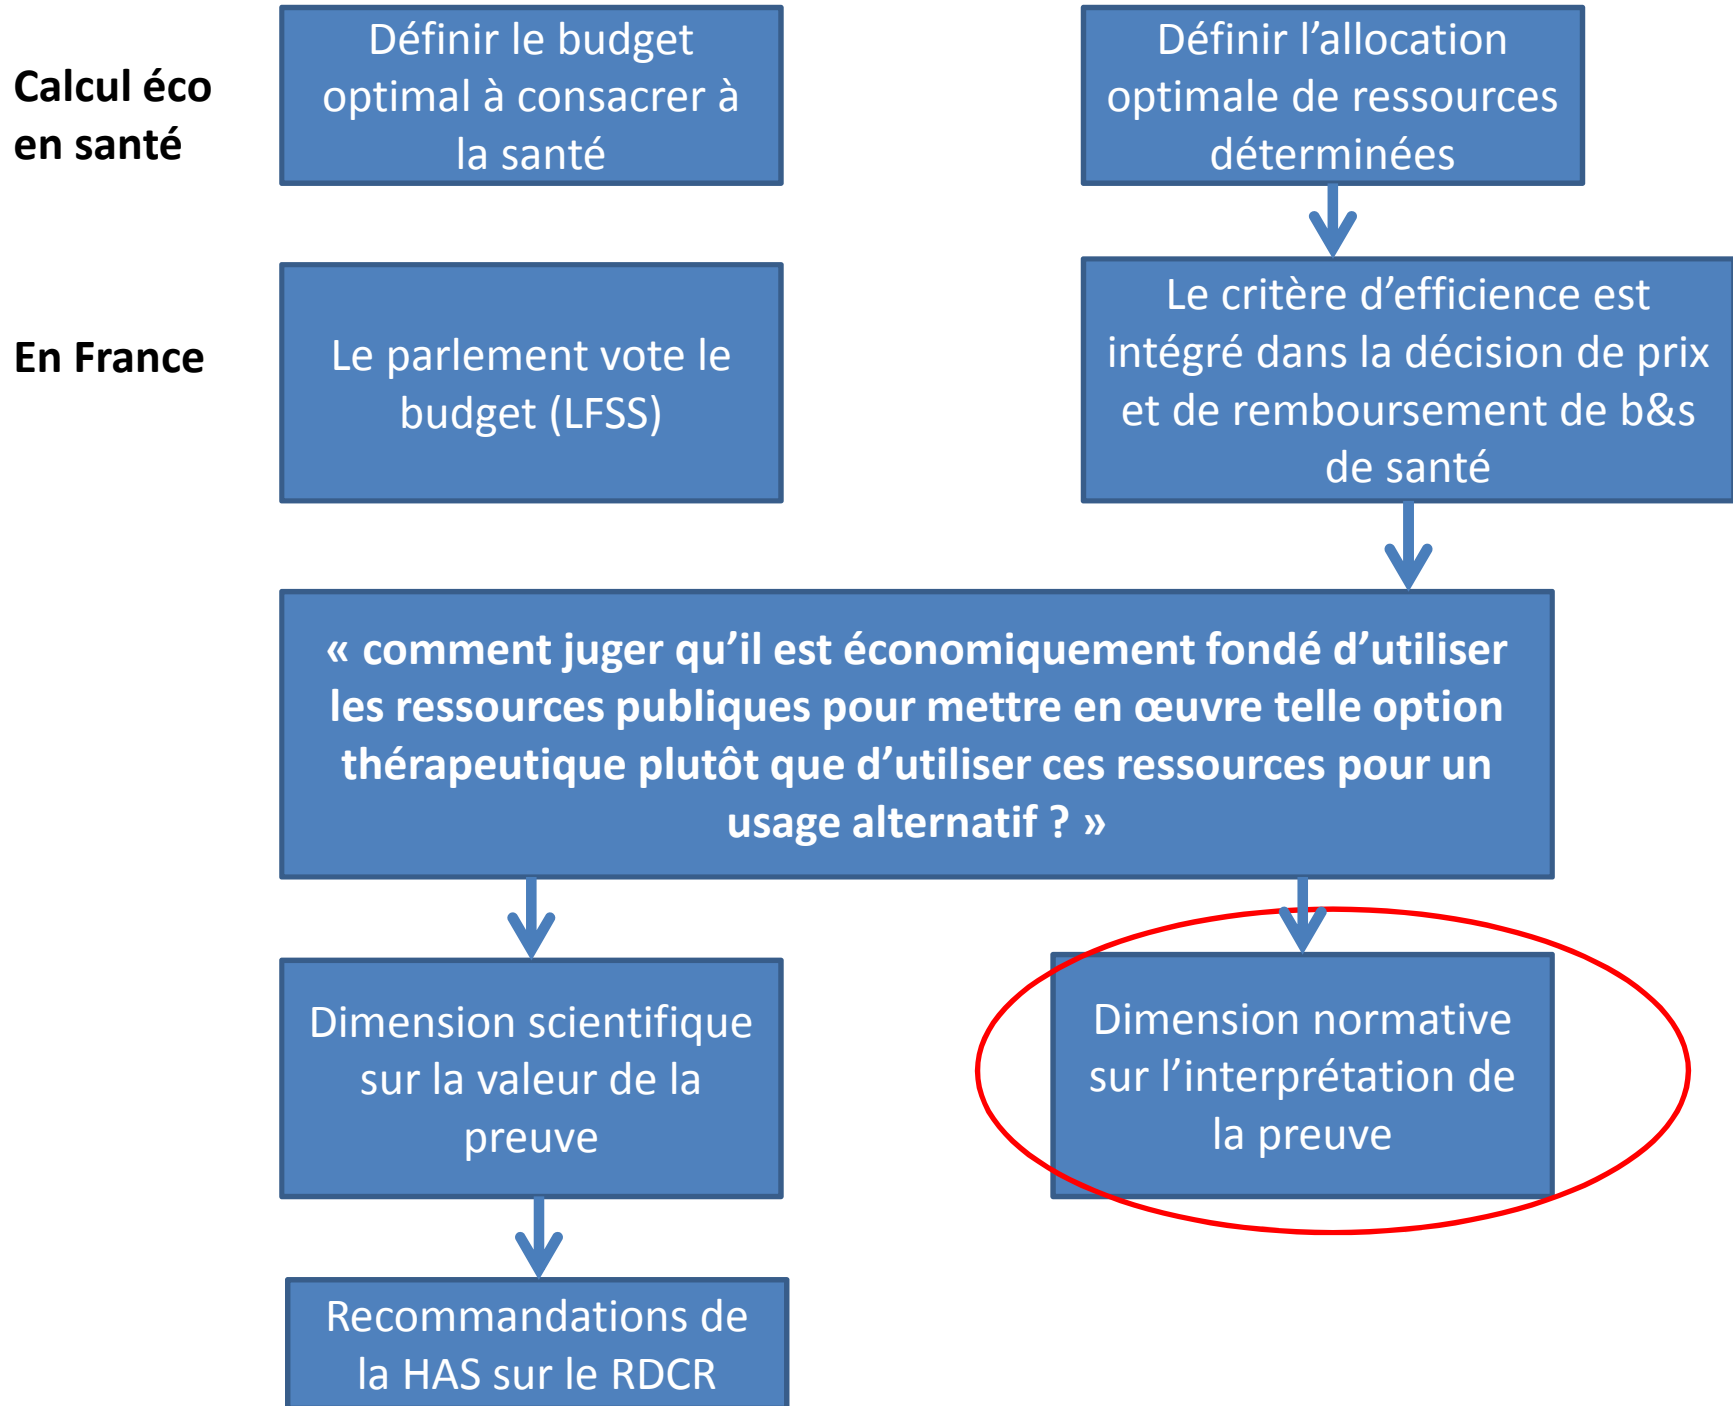 Calcul éco
en santé
Définir le budget
optimal à consacrer à
la santé
Définir l’allocation
optimale de ressources
déterminées
En France
Le parlement vote le
budget (LFSS)
Le critère d’efficience est
intégré dans la décision de prix
et de remboursement de b&s
de santé
« comment juger qu’il est économiquement fondé d’utiliser
les ressources publiques pour mettre en œuvre telle option
thérapeutique plutôt que d’utiliser ces ressources pour un
usage alternatif ? »
Dimension scientifique
sur la valeur de la
preuve
Dimension normative
sur l’interprétation de
la preuve
Recommandations de
la HAS sur le RDCR